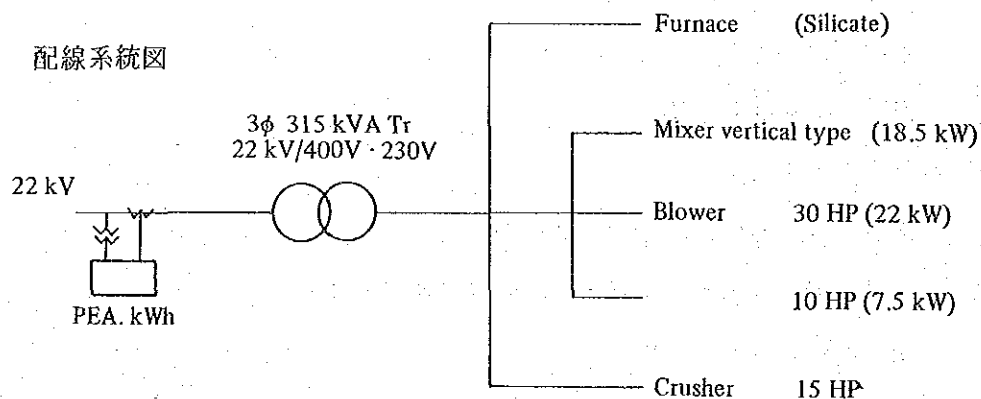 配線系統図
3φ 315 kVA Tr
22 kV/400V · 230V
22 kV
PEA. kWh
Furnace (Silicate)
Mixer vertical type (18.5 kW)
Blower 30 HP (22 kW)
10 HP (7.5 kW)
Crusher 15 HP